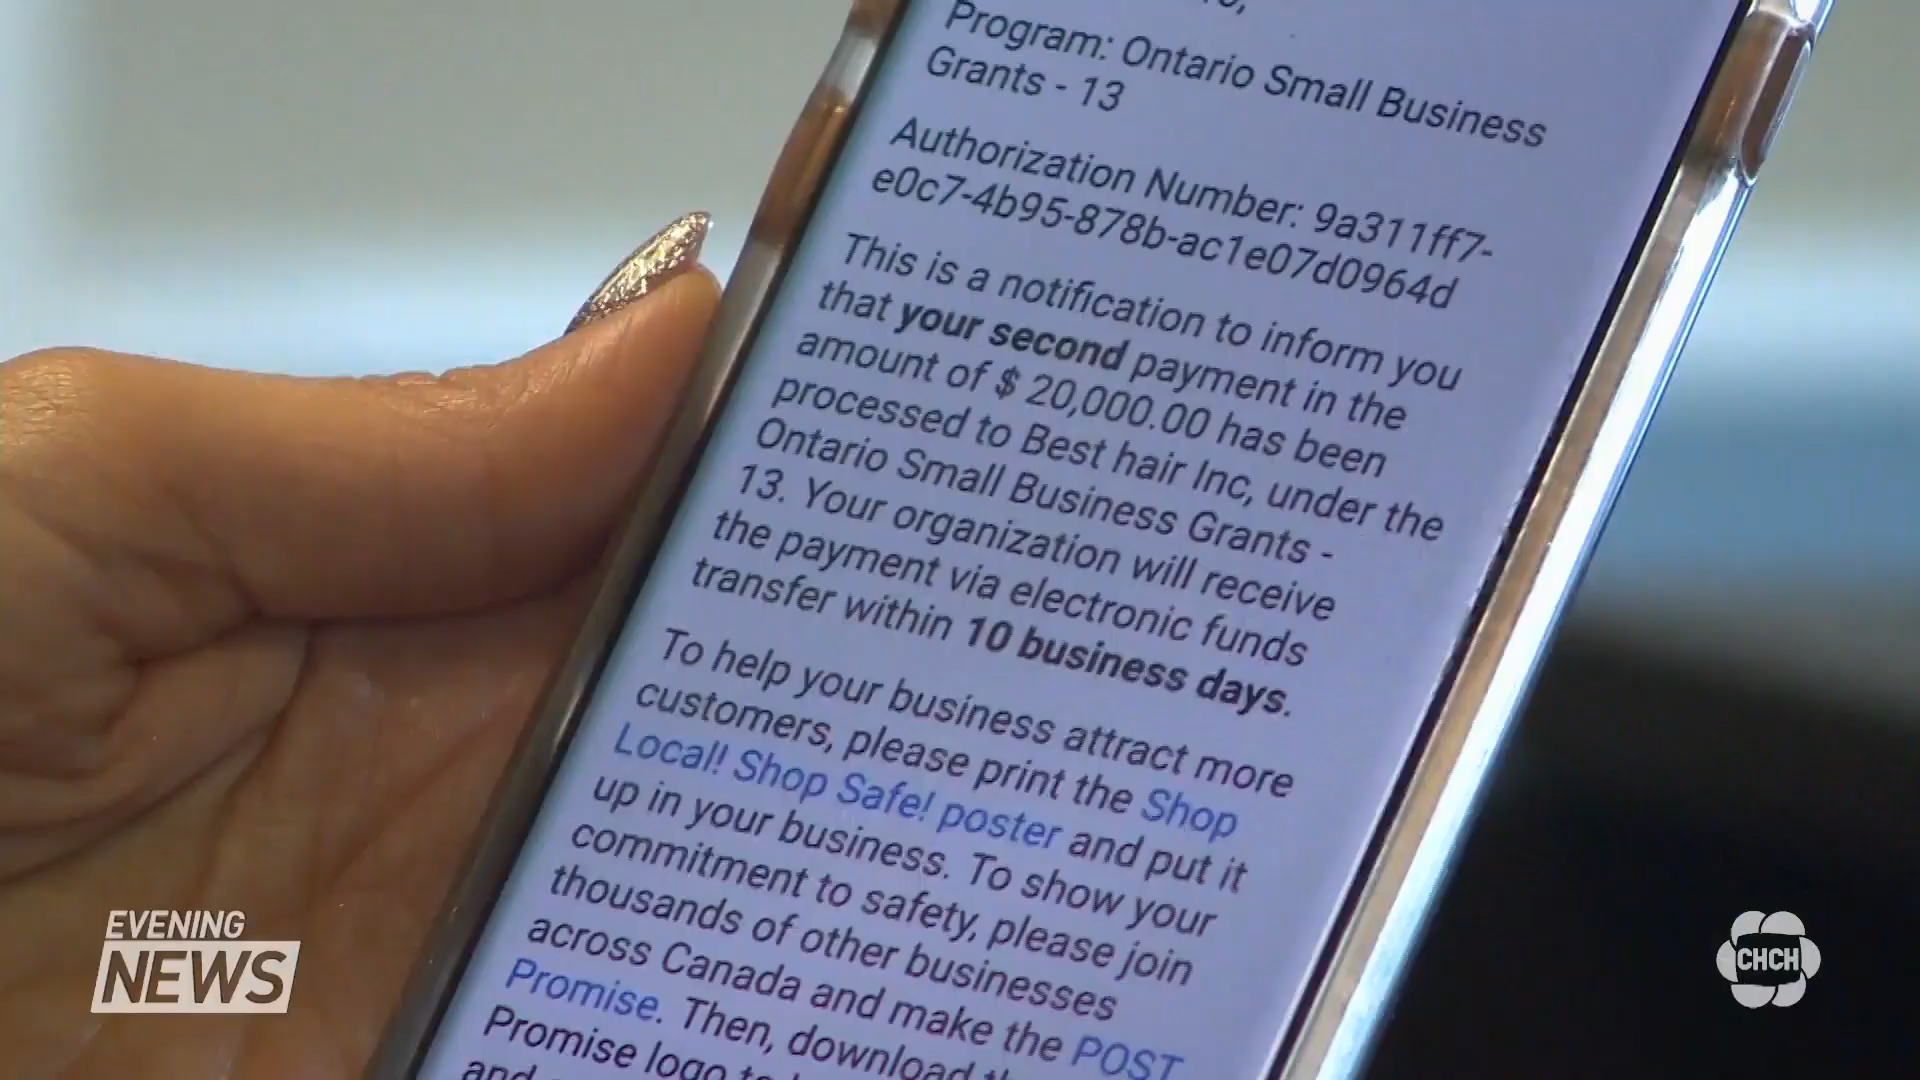 Program: Ontario Small Business
Grants - 13
Authorization Number: 9a311ff7-
e0c7-4b95-878b-ac1e07d0964d
This is a notification to inform you
that your second payment in the
amount of $ 20,000.00 has been
processed to Best hair Inc, under the
Ontario Small Business Grants -
13. Your organization will receive
the payment via electronic funds
transfer within 10 business days.
To help your business attract more
customers, please print the Shop
Local! Shop Safe! poster and put it
up in your business. To show your
commitment to safety, please join
thousands of other businesses
across Canada and make the POST
Promise. Then, download
Promise logo
and
EVENING
NEWS
CHCH